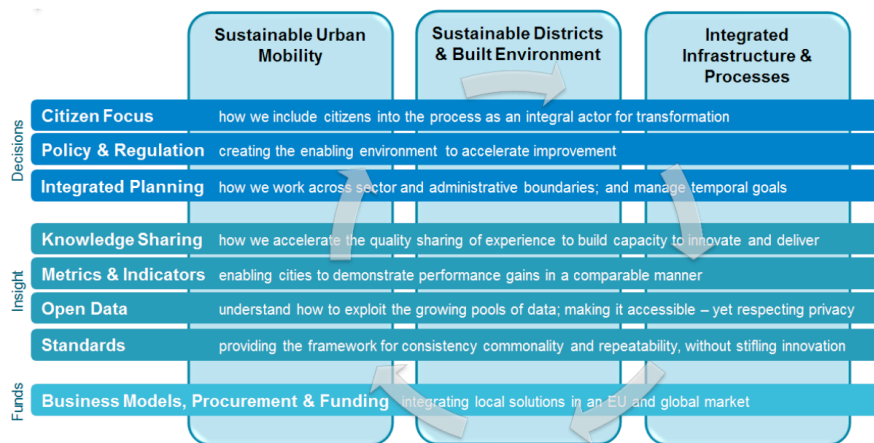 Sustainable Urban
Mobility
Sustainable Districts
& Built Environment
Integrated
Infrastructure &
Processes
Decisions
Citizen Focus how we include citizens into the process as an integral actor for transformation
Policy & Regulation creating the enabling environment to accelerate improvement
Integrated Planning how we work across sector and administrative boundaries; and manage temporal goals
Insight
Knowledge Sharing how we accelerate the quality sharing of experience to build capacity to innovate and deliver
Metrics & Indicators enabling cities to demonstrate performance gains in a comparable manner
Open Data understand how to exploit the growing pools of data; making it accessible – yet respecting privacy
Standards providing the framework for consistency commonality and repeatability, without stifling innovation
Funds
Business Models, Procurement & Funding integrating local solutions in an EU and global market